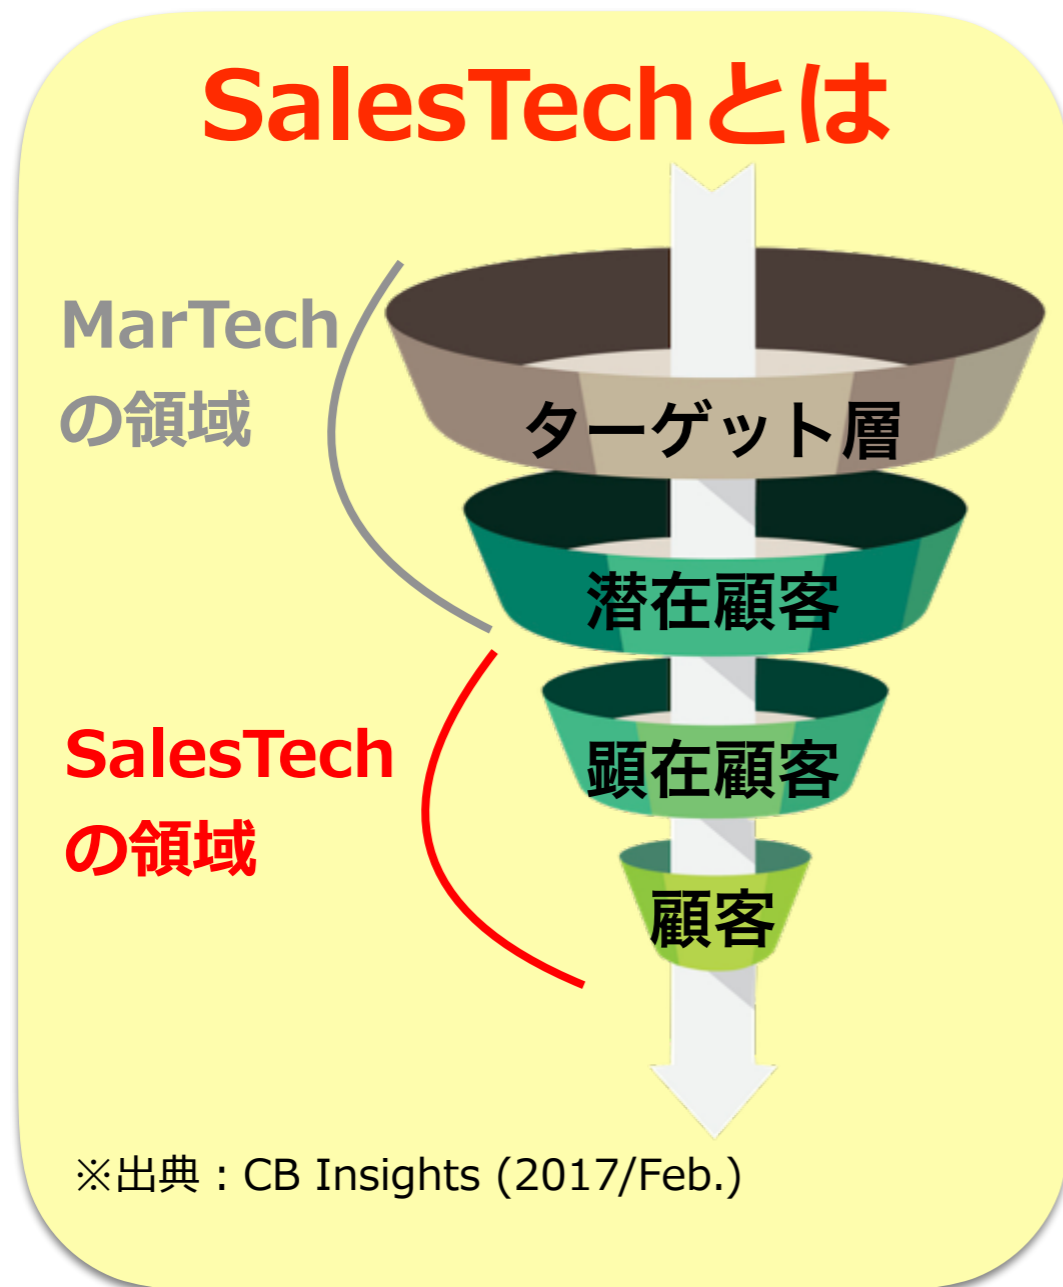 SalesTechとは
MarTech
の領域
ターゲット層
潜在顧客
SalesTech
の領域
顕在顧客
顧客
※出典：CB Insights (2017/Feb.)